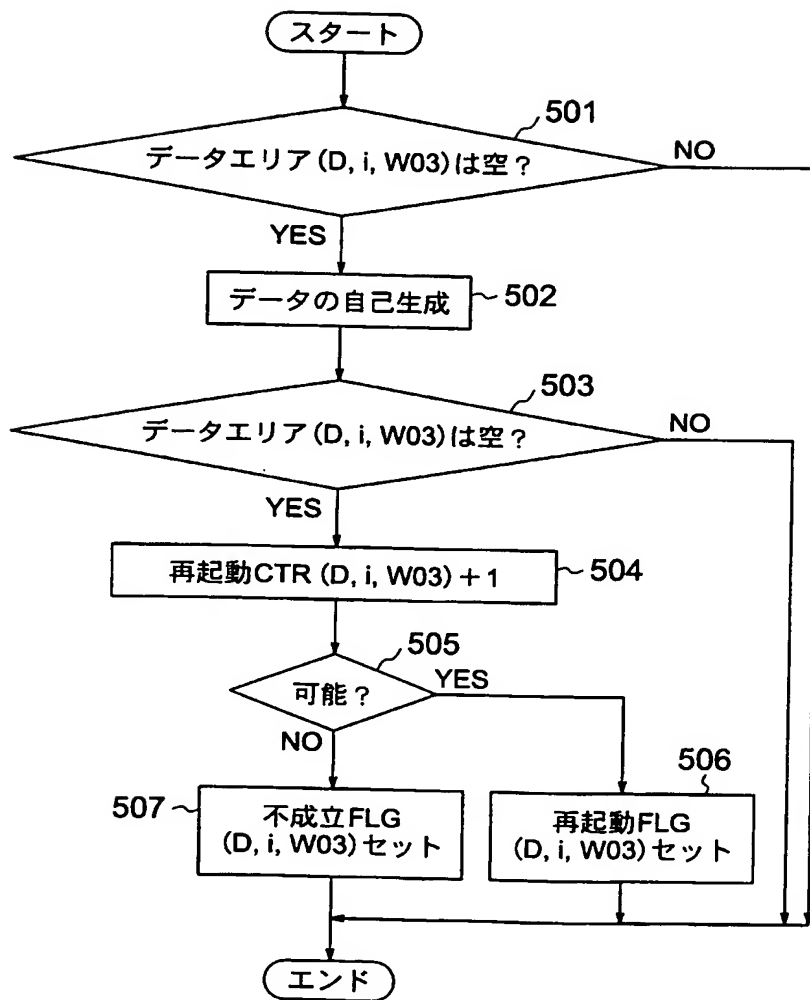 スタート
501
データエリア(D, i, W03)は空?
NO
YES
データの自己生成
502
503
データエリア(D, i, W03)は空?
NO
YES
再起動CTR (D, i, W03)+1
504
505
可能?
YES
NO
506
507
不成立FLG
(D, i, W03)セット
再起動FLG
(D, i, W03)セット
エンド